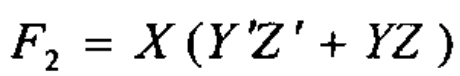 F₂ = X(Y'Z' + YZ)